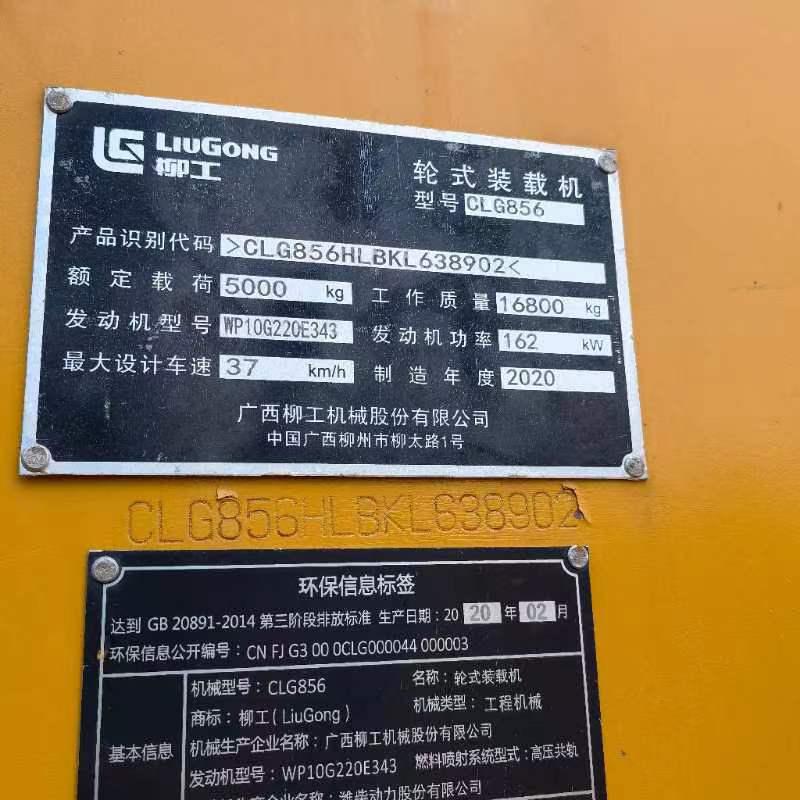 LG LIUGONG
柳工
轮式装载机
型号 CLG856
产品识别代码 >CLG856HLBKL638902<
额定载荷 5000 kg 工作质量 16800 kg
发动机型号 WP10G220E343 发动机功率 162 kW
最大设计车速 37 km/h 制造年度 2020
广西柳工机械股份有限公司
中国广西柳州市柳太路1号
CLG856HLBKL638902
环保信息标签
达到 GB 20891-2014 第三阶段排放标准 生产日期: 20 20 年 02 月
环保信息公开编号: CN FJ G3 00 0CLG000044 000003
基本信息
机械型号: CLG856 名称: 轮式装载机
商标: 柳工(LiuGong) 机械类型: 工程机械
机械生产企业名称: 广西柳工机械股份有限公司
发动机型号: WP10G220E343 燃料喷射系统型式: 高压共轨
潍柴动力股份有限公司